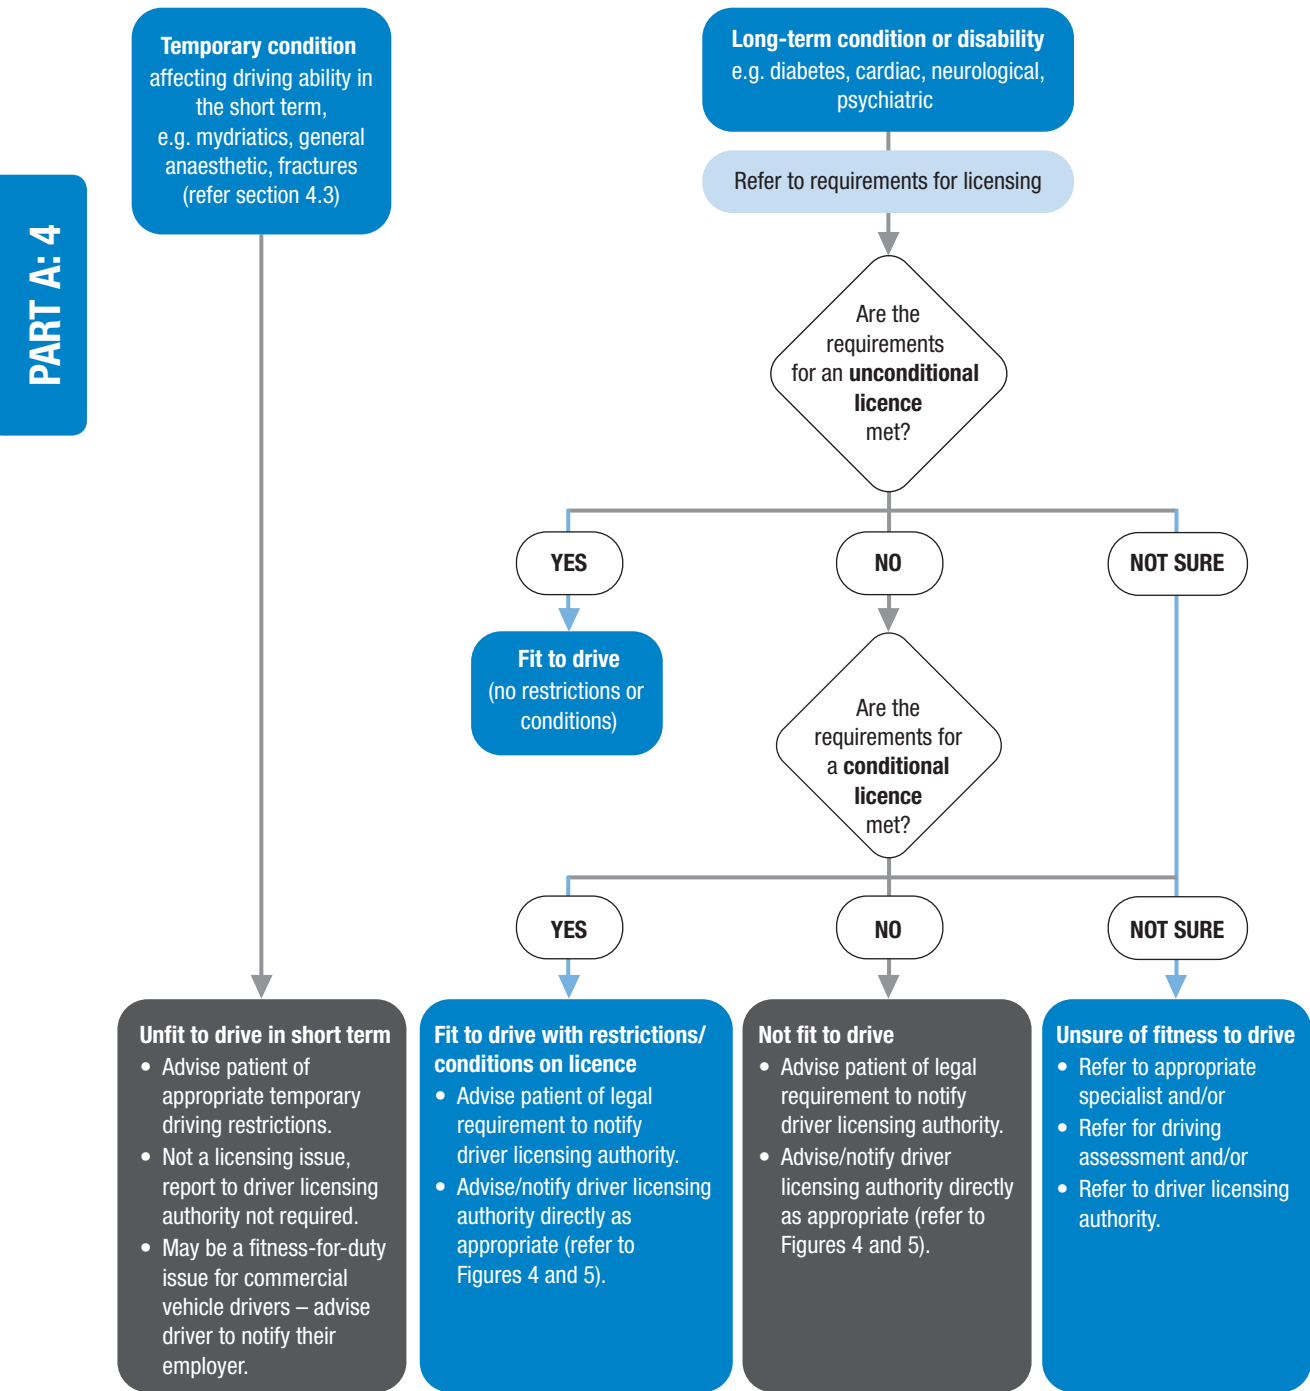 PART A: 4
Temporary condition
affecting driving ability in
the short term,
e.g. mydriatics, general
anaesthetic, fractures
(refer section 4.3)
Long-term condition or disability
e.g. diabetes, cardiac, neurological,
psychiatric
Refer to requirements for licensing
Are the
requirements
for an unconditional
licence
met?
YES
NO
NOT SURE
Fit to drive
(no restrictions or
conditions)
Are the
requirements for
a conditional
licence
met?
YES
NO
NOT SURE
Unfit to drive in short term
• Advise patient of
appropriate temporary
driving restrictions.
• Not a licensing issue,
report to driver licensing
authority not required.
• May be a fitness-for-duty
issue for commercial
vehicle drivers – advise
driver to notify their
employer.
Fit to drive with restrictions/
conditions on licence
• Advise patient of legal
requirement to notify
driver licensing authority.
• Advise/notify driver licensing
authority directly as
appropriate (refer to
Figures 4 and 5).
Not fit to drive
• Advise patient of legal
requirement to notify
driver licensing authority.
• Advise/notify driver
licensing authority directly
as appropriate (refer to
Figures 4 and 5).
Unsure of fitness to drive
• Refer to appropriate
specialist and/or
• Refer for driving
assessment and/or
• Refer to driver licensing
authority.